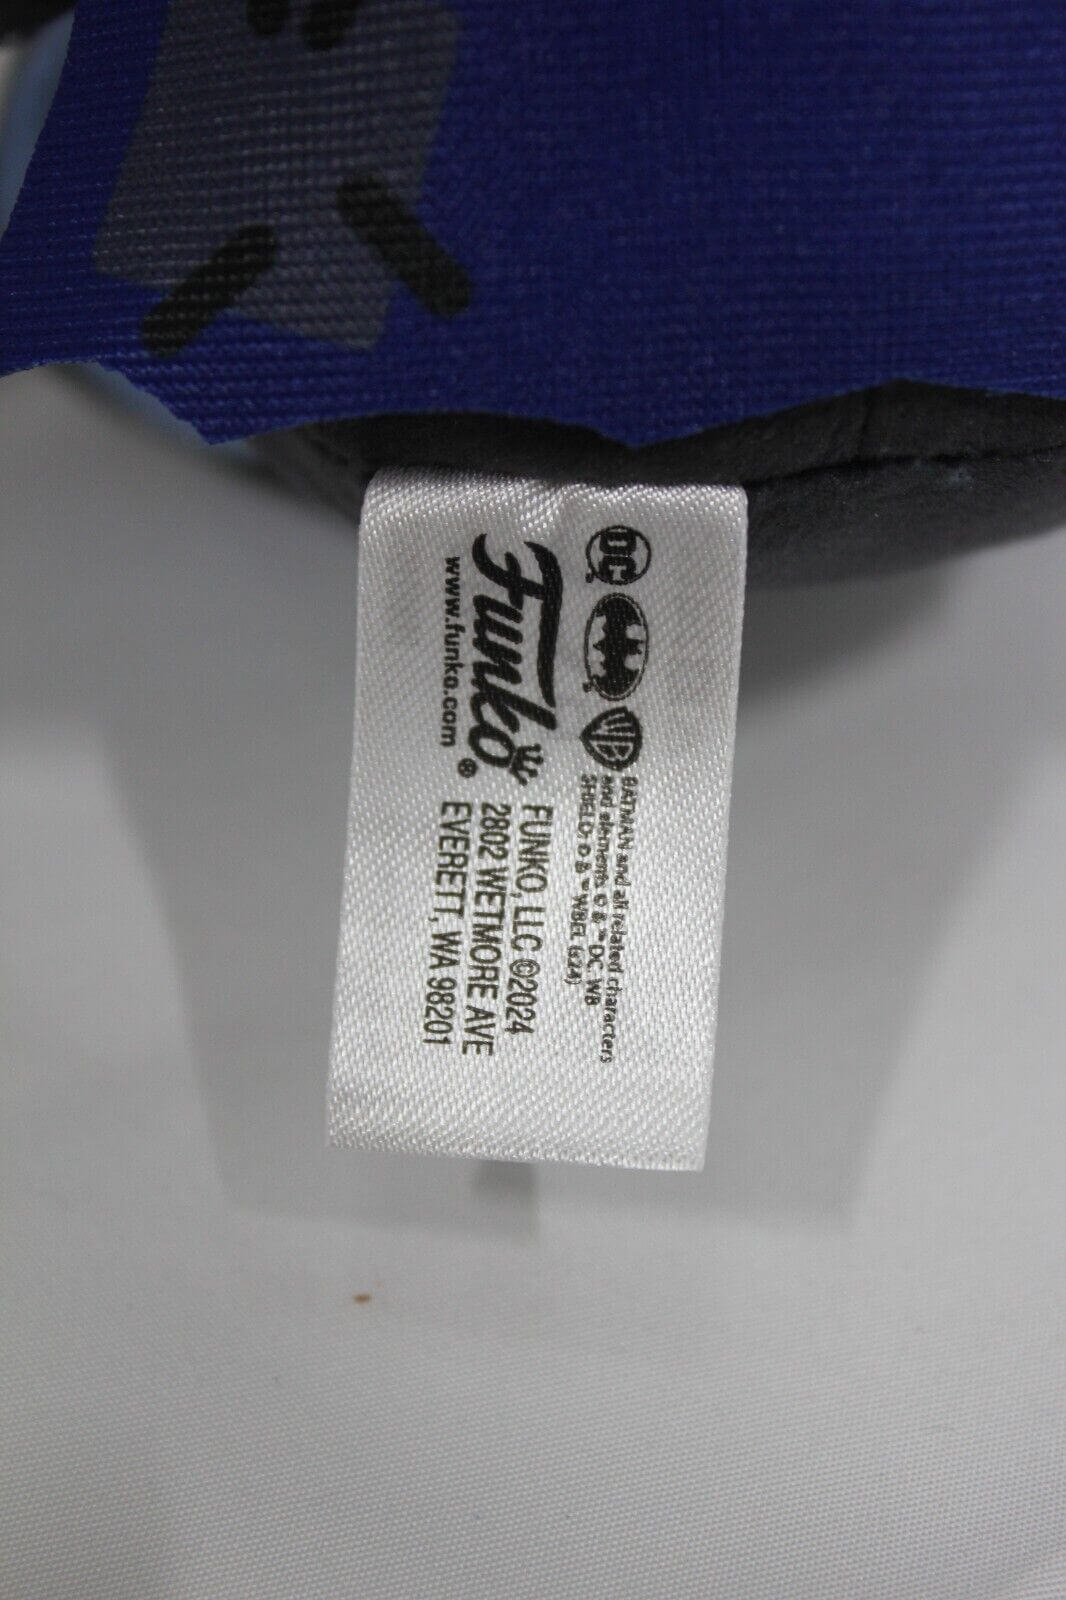 DC
WB
BATMAN and all related characters
and elements © & ™ DC. WB
SHIELD: © & ™ WBEI. (s24)
Funko®
www.funko.com
FUNKO, LLC ©2024
2802 WETMORE AVE
EVERETT, WA 98201